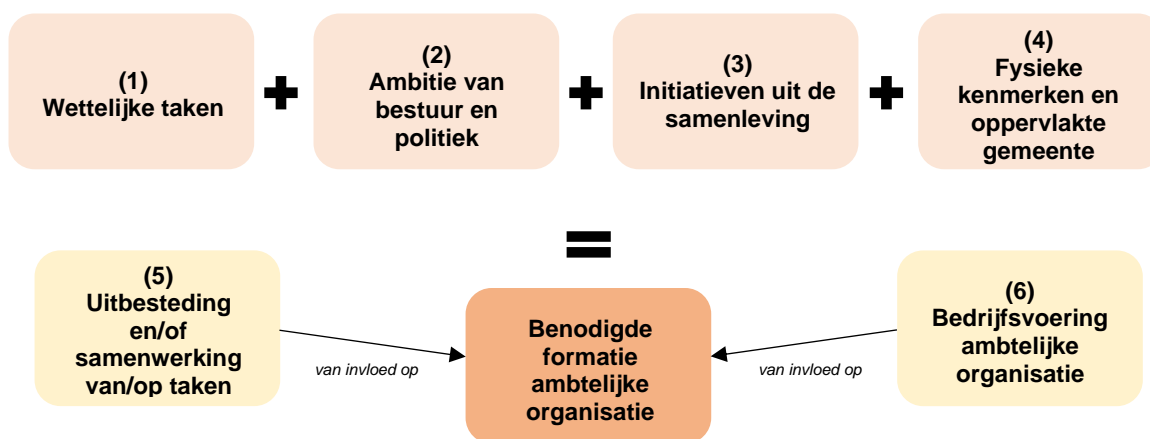 (1)
Wettelijke taken
+
(2)
Ambitie van
bestuur en
politiek
+
(3)
Initiatieven uit de
samenleving
+
(4)
Fysieke
kenmerken en
oppervlakte
gemeente
=
(5)
Uitbesteding
en/of
samenwerking
van/op taken
van invloed op
Benodigde
formatie
ambtelijke
organisatie
van invloed op
(6)
Bedrijfsvoering
ambtelijke
organisatie